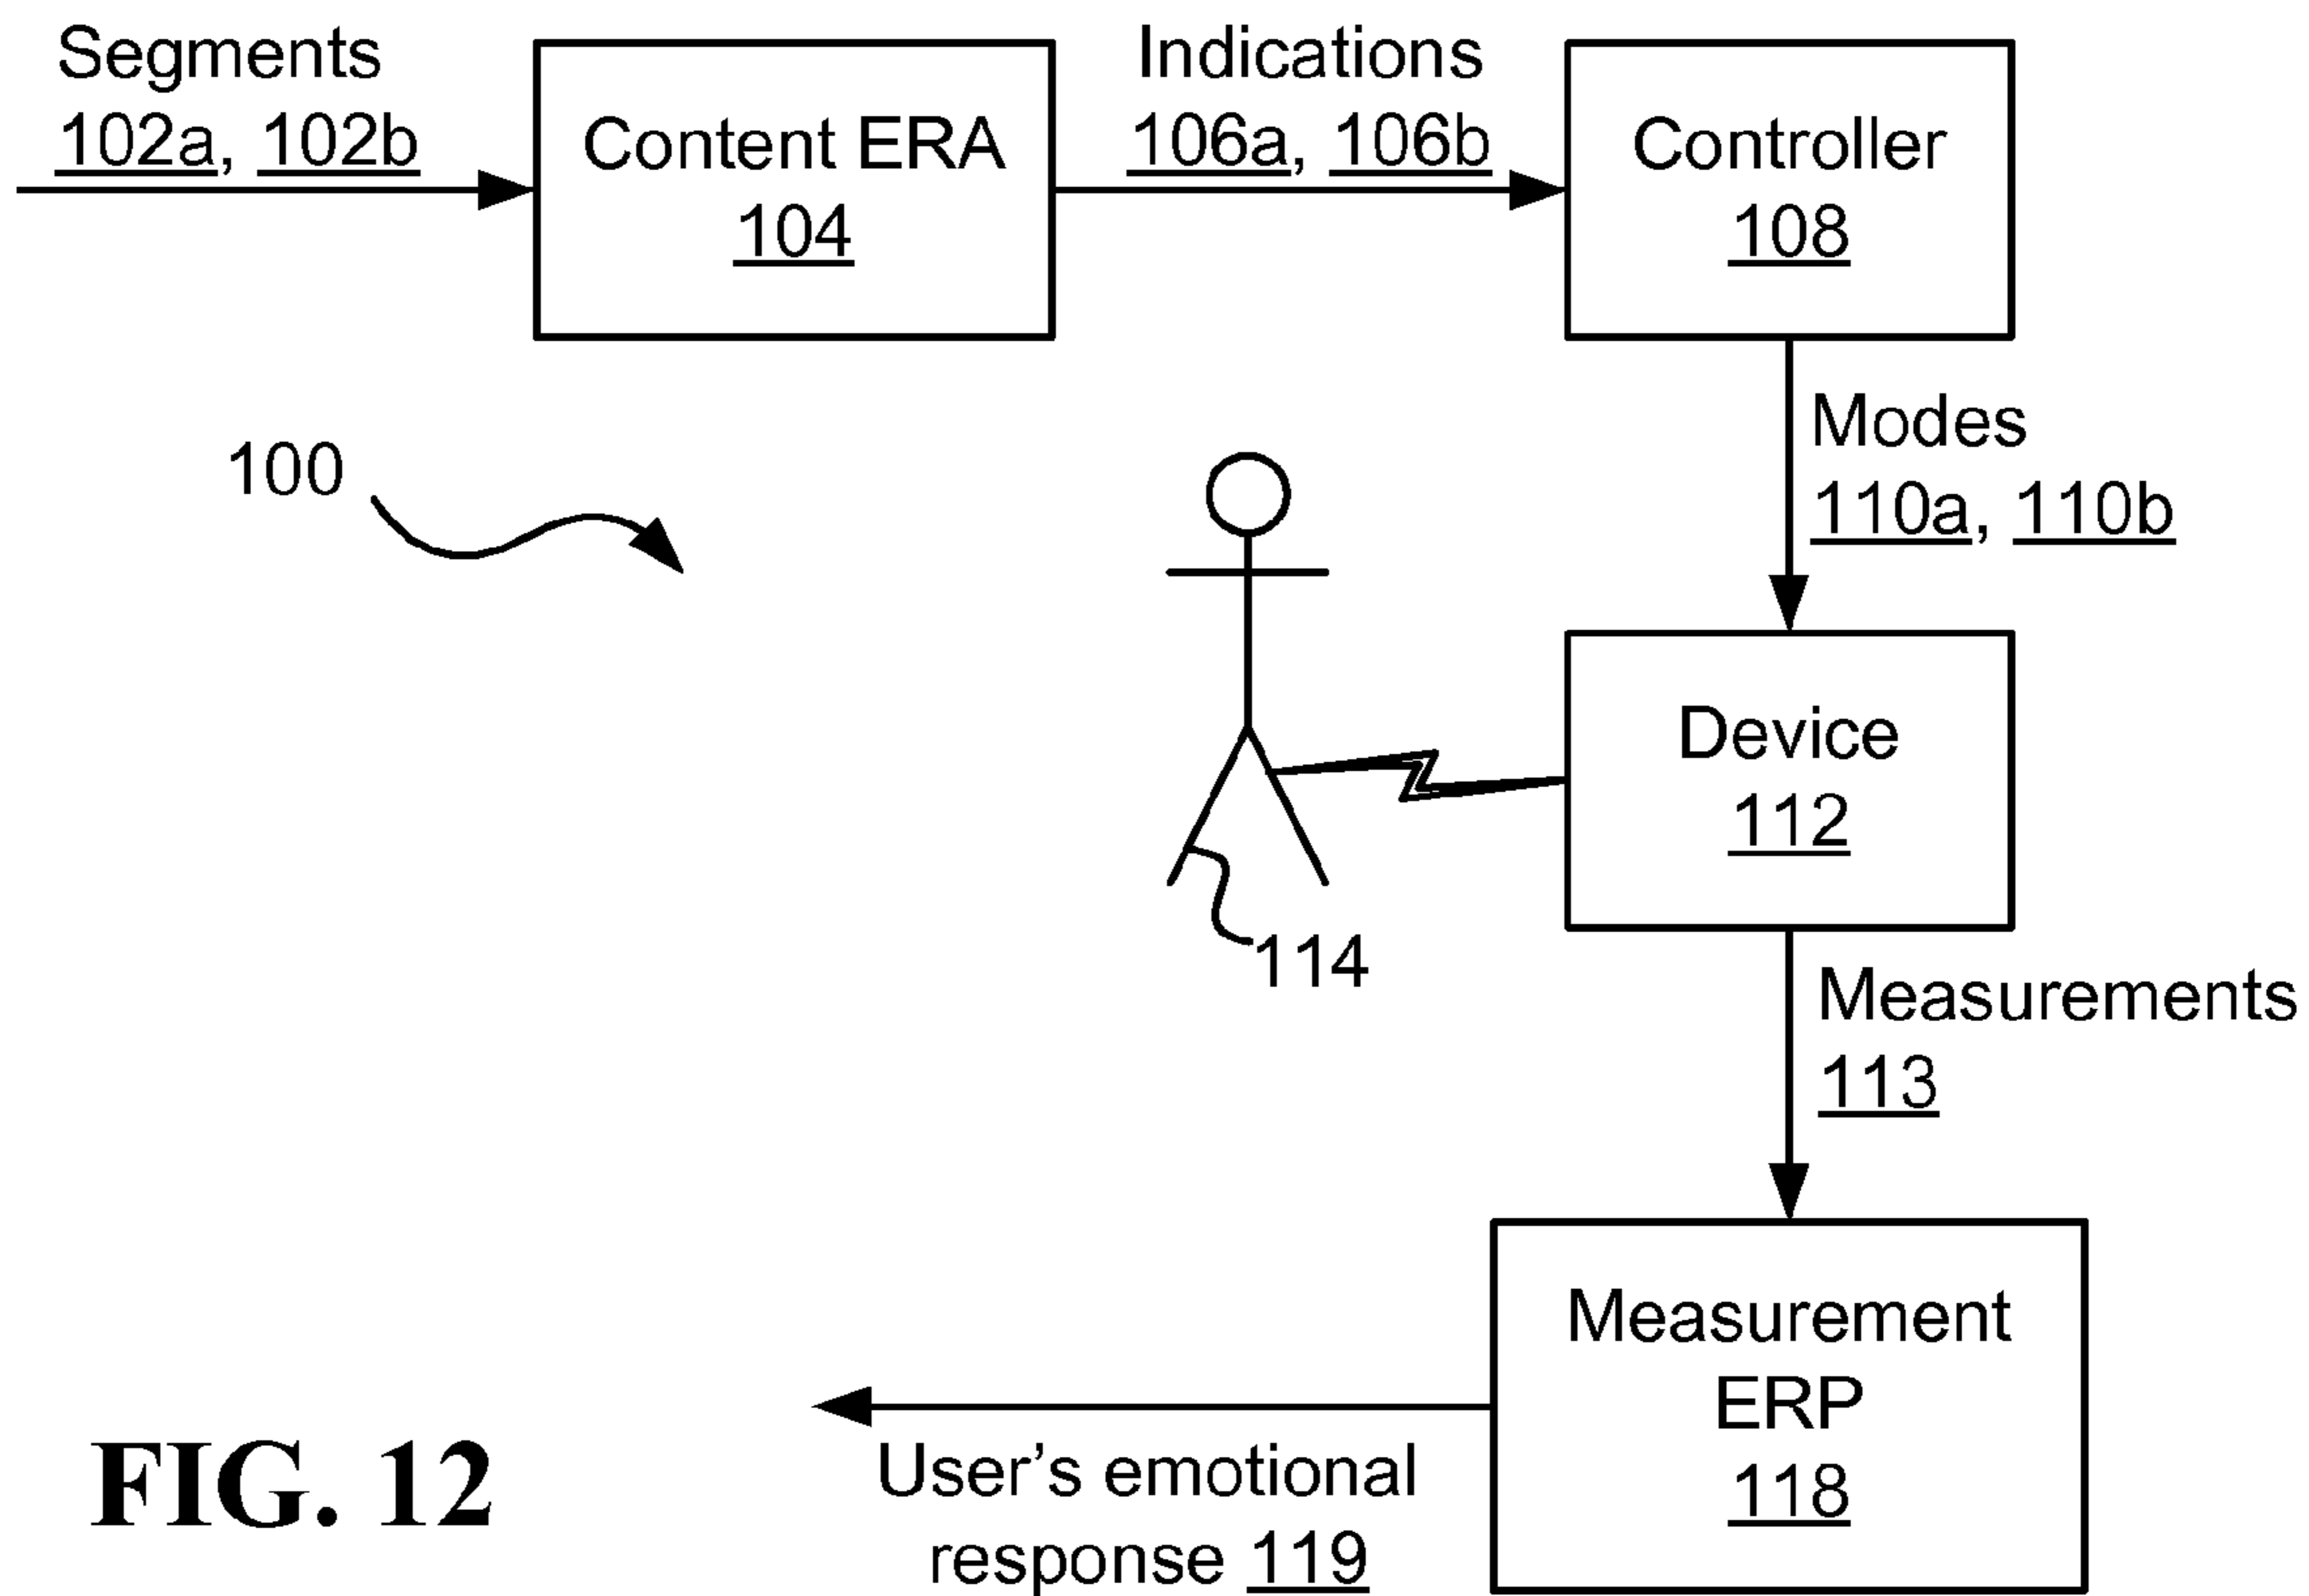 Segments
102a, 102b
Content ERA
104
Indications
106a, 106b
Controller
108
Modes
110a, 110b
100
Device
112
114
Measurements
113
Measurement
ERP
118
User’s emotional
response 119
FIG. 12